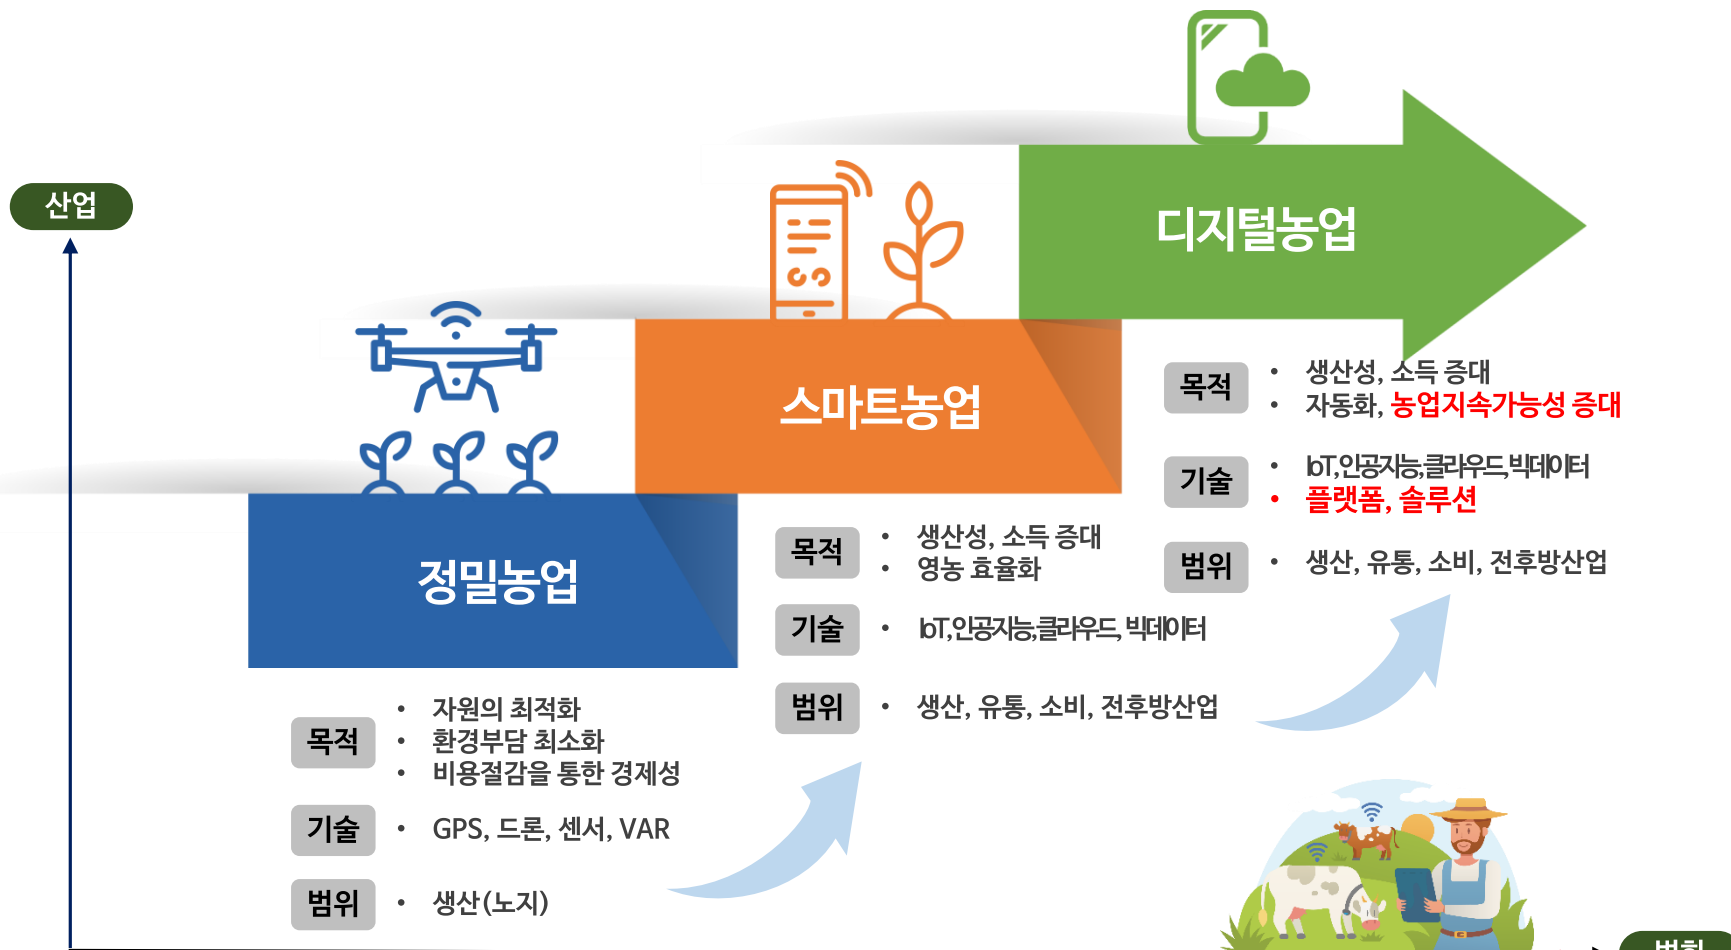 산업
디지털농업
스마트농업
정밀농업
목적
• 생산성, 소득 증대
• 자동화, 농업지속가능성 증대
기술
• IoT,인공지능,클라우드,빅데이터
• 플랫폼, 솔루션
범위
• 생산, 유통, 소비, 전후방산업
목적
• 생산성, 소득 증대
• 영농 효율화
기술
• IoT,인공지능,클라우드, 빅데이터
범위
• 생산, 유통, 소비, 전후방산업
목적
• 자원의 최적화
• 환경부담 최소화
• 비용절감을 통한 경제성
기술
• GPS, 드론, 센서, VAR
범위
• 생산(노지)